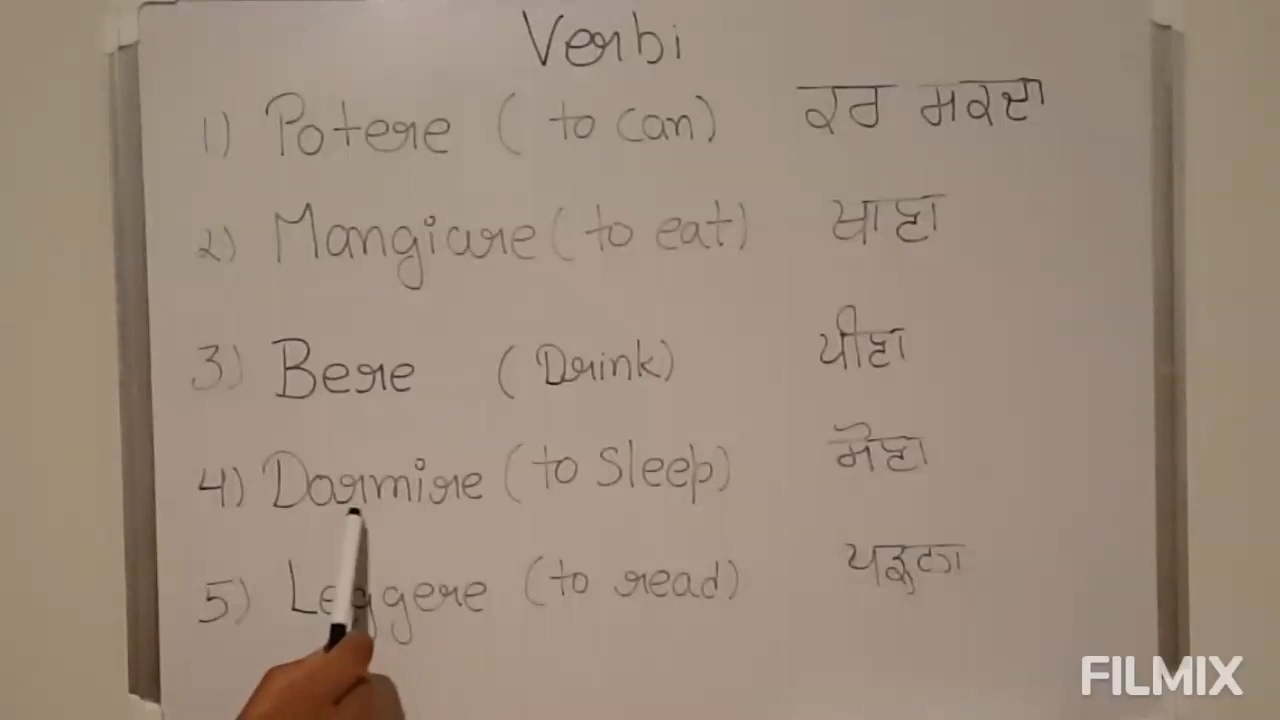 Verbi
1) Potere ( to can) ਕਰ ਸਕਦਾ
2) Mangiare (to eat) ਖਾਣਾ
3) Bere ( Drink) ਪੀਣਾ
4) Dormire (to Sleep) ਸੌਣਾ
5) Leggere (to read) ਪੜ੍ਹਨਾ
FILMIX